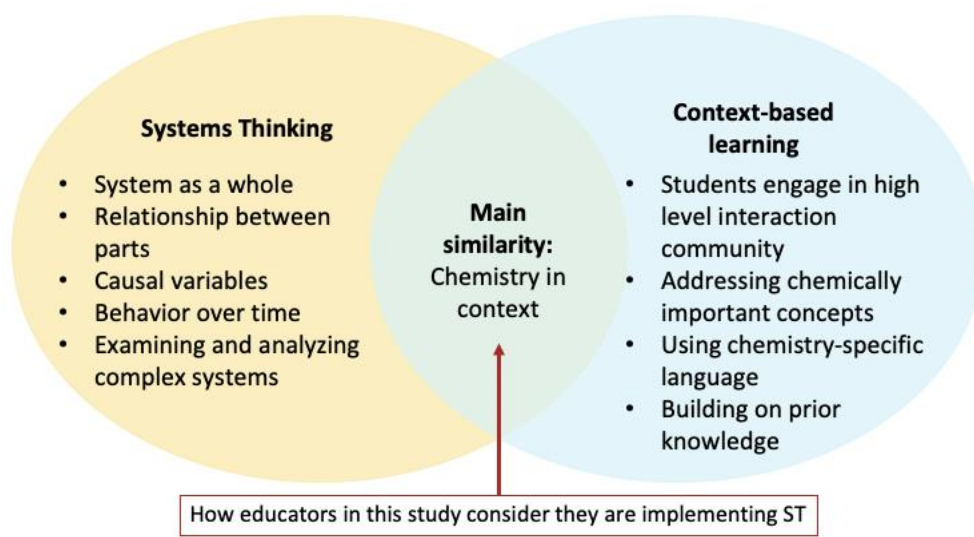 Systems Thinking
• System as a whole
• Relationship between
parts
• Causal variables
• Behavior over time
• Examining and analyzing
complex systems
Main
similarity:
Chemistry in
context
Context-based
learning
• Students engage in high
level interaction
community
• Addressing chemically
important concepts
• Using chemistry-specific
language
• Building on prior
knowledge
How educators in this study consider they are implementing ST